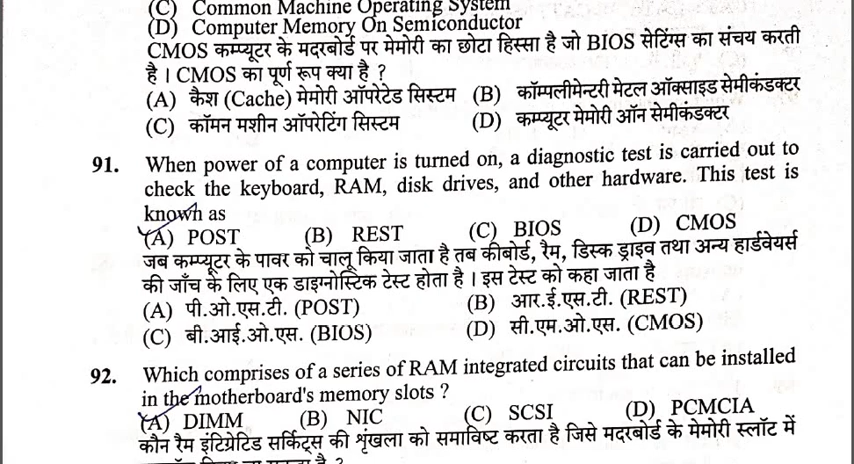 (C) Common Machine Operating System
(D) Computer Memory On Semiconductor
CMOS कम्प्यूटर के मदरबोर्ड पर मेमोरी का छोटा हिस्सा है जो BIOS सेटिंग्स का संचय करती
है । CMOS का पूर्ण रूप क्या है ?
(A) कैश (Cache) मेमोरी ऑपरेटेड सिस्टम (B) कॉम्पलीमेन्टरी मेटल ऑक्साइड सेमीकंडक्टर
(C) कॉमन मशीन ऑपरेटिंग सिस्टम (D) कम्प्यूटर मेमोरी ऑन सेमीकंडक्टर
91. When power of a computer is turned on, a diagnostic test is carried out to
check the keyboard, RAM, disk drives, and other hardware. This test is
known as
(A) POST (B) REST (C) BIOS (D) CMOS
जब कम्प्यूटर के पावर को चालू किया जाता है तब कीबोर्ड, रैम, डिस्क ड्राइव तथा अन्य हार्डवेयर्स
की जाँच के लिए एक डाइग्नोस्टिक टेस्ट होता है । इस टेस्ट को कहा जाता है
(A) पी.ओ.एस.टी. (POST) (B) आर.ई.एस.टी. (REST)
(C) बी.आई.ओ.एस. (BIOS) (D) सी.एम.ओ.एस. (CMOS)
92. Which comprises of a series of RAM integrated circuits that can be installed
in the motherboard's memory slots ?
(A) DIMM (B) NIC (C) SCSI (D) PCMCIA
कौन रैम इंटिग्रेटिड सर्किट्स की शृंखला को समाविष्ट करता है जिसे मदरबोर्ड के मेमोरी स्लॉट में